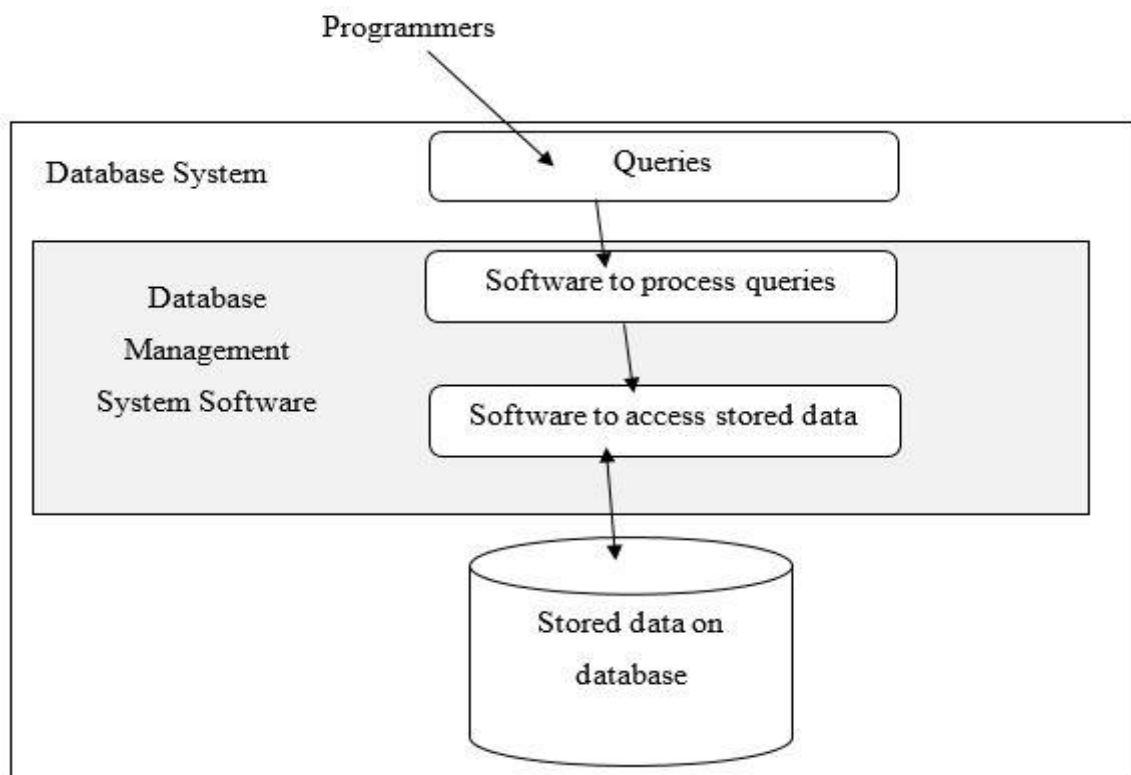 Programmers
Queries
Database System
Software to process queries
Database
Management
System Software
Software to access stored data
Stored data on
database